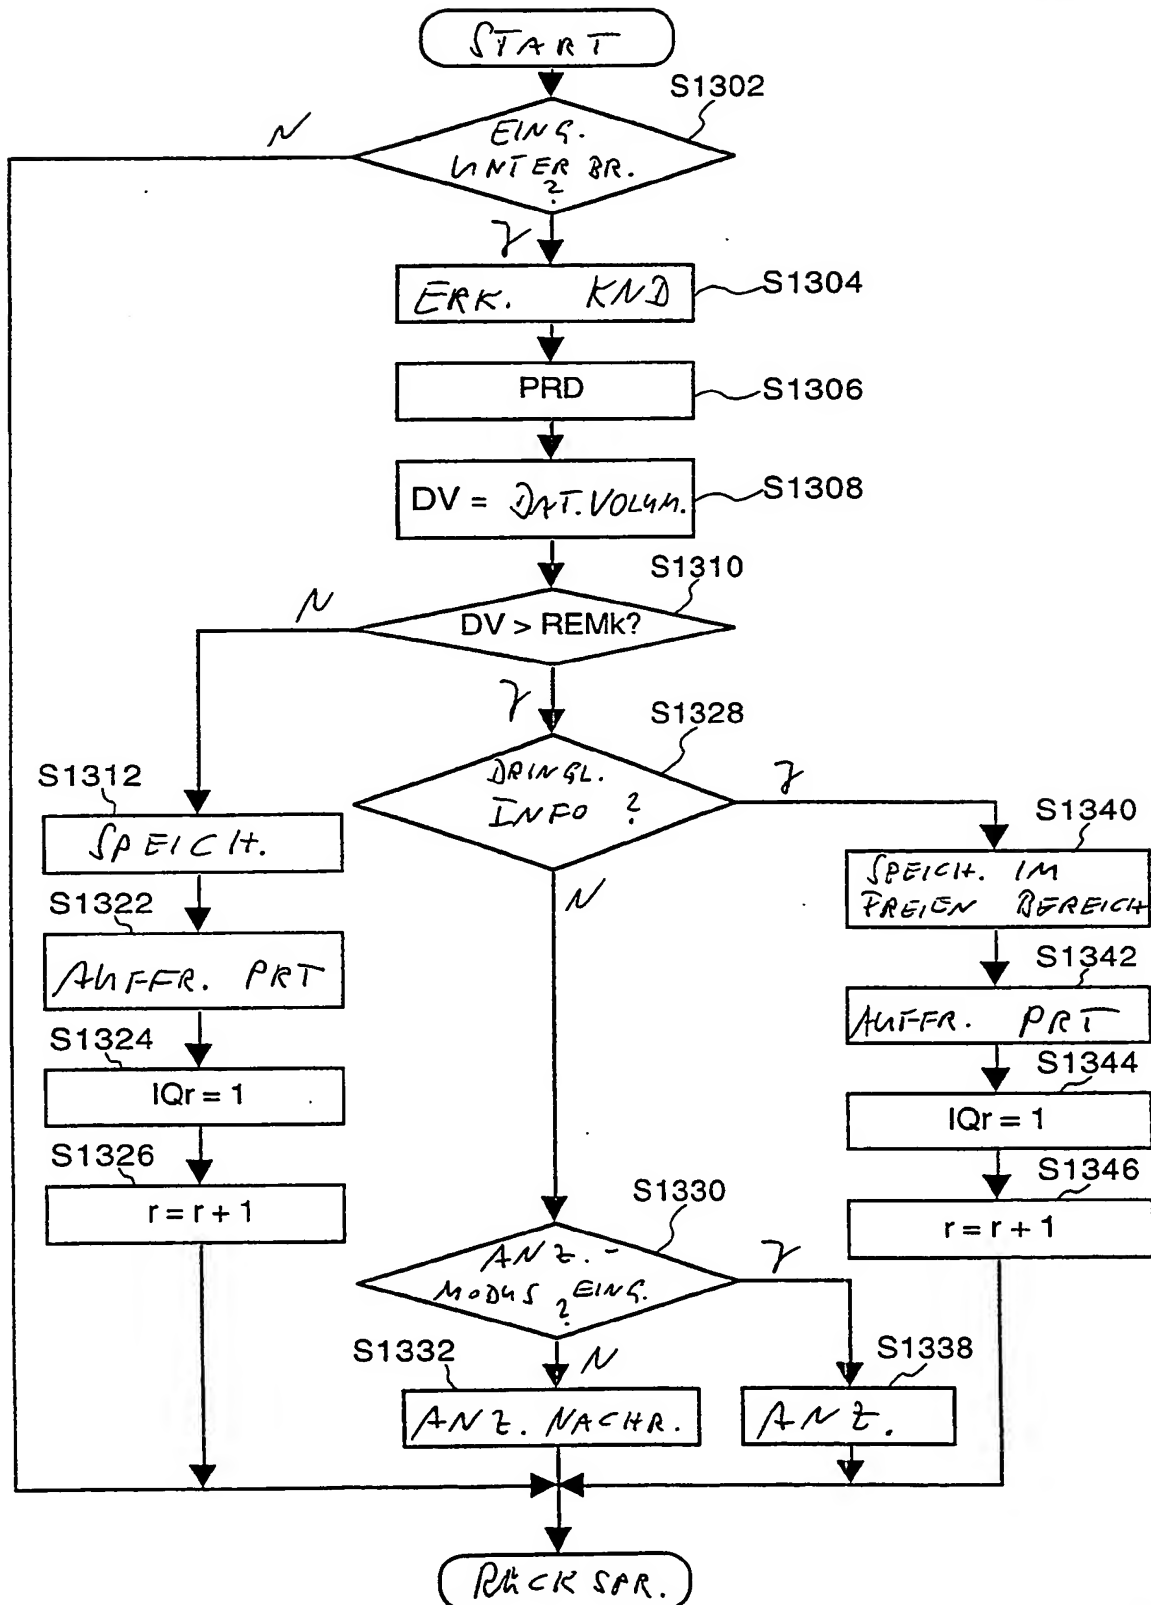 START
S1302
N
EING.
UNTERBR.
?
Y
ERK. KND
S1304
PRD
S1306
DV = DAT.VOLUM.
S1308
S1310
N
DV > REMk?
Y
S1328
S1312
DRINGL.
INFO ?
Y
S1340
SPEICH.
SPEICH. IM
FREIEN BEREICH
N
S1322
S1342
AUFFR. PRT
AUFFR. PRT
S1324
S1344
IQr = 1
IQr = 1
S1326
S1346
r = r + 1
S1330
r = r + 1
ANZ.-
MODUS EING.
?
Y
S1332
N
S1338
ANZ. NACHR.
ANZ.
RÜCKSPR.